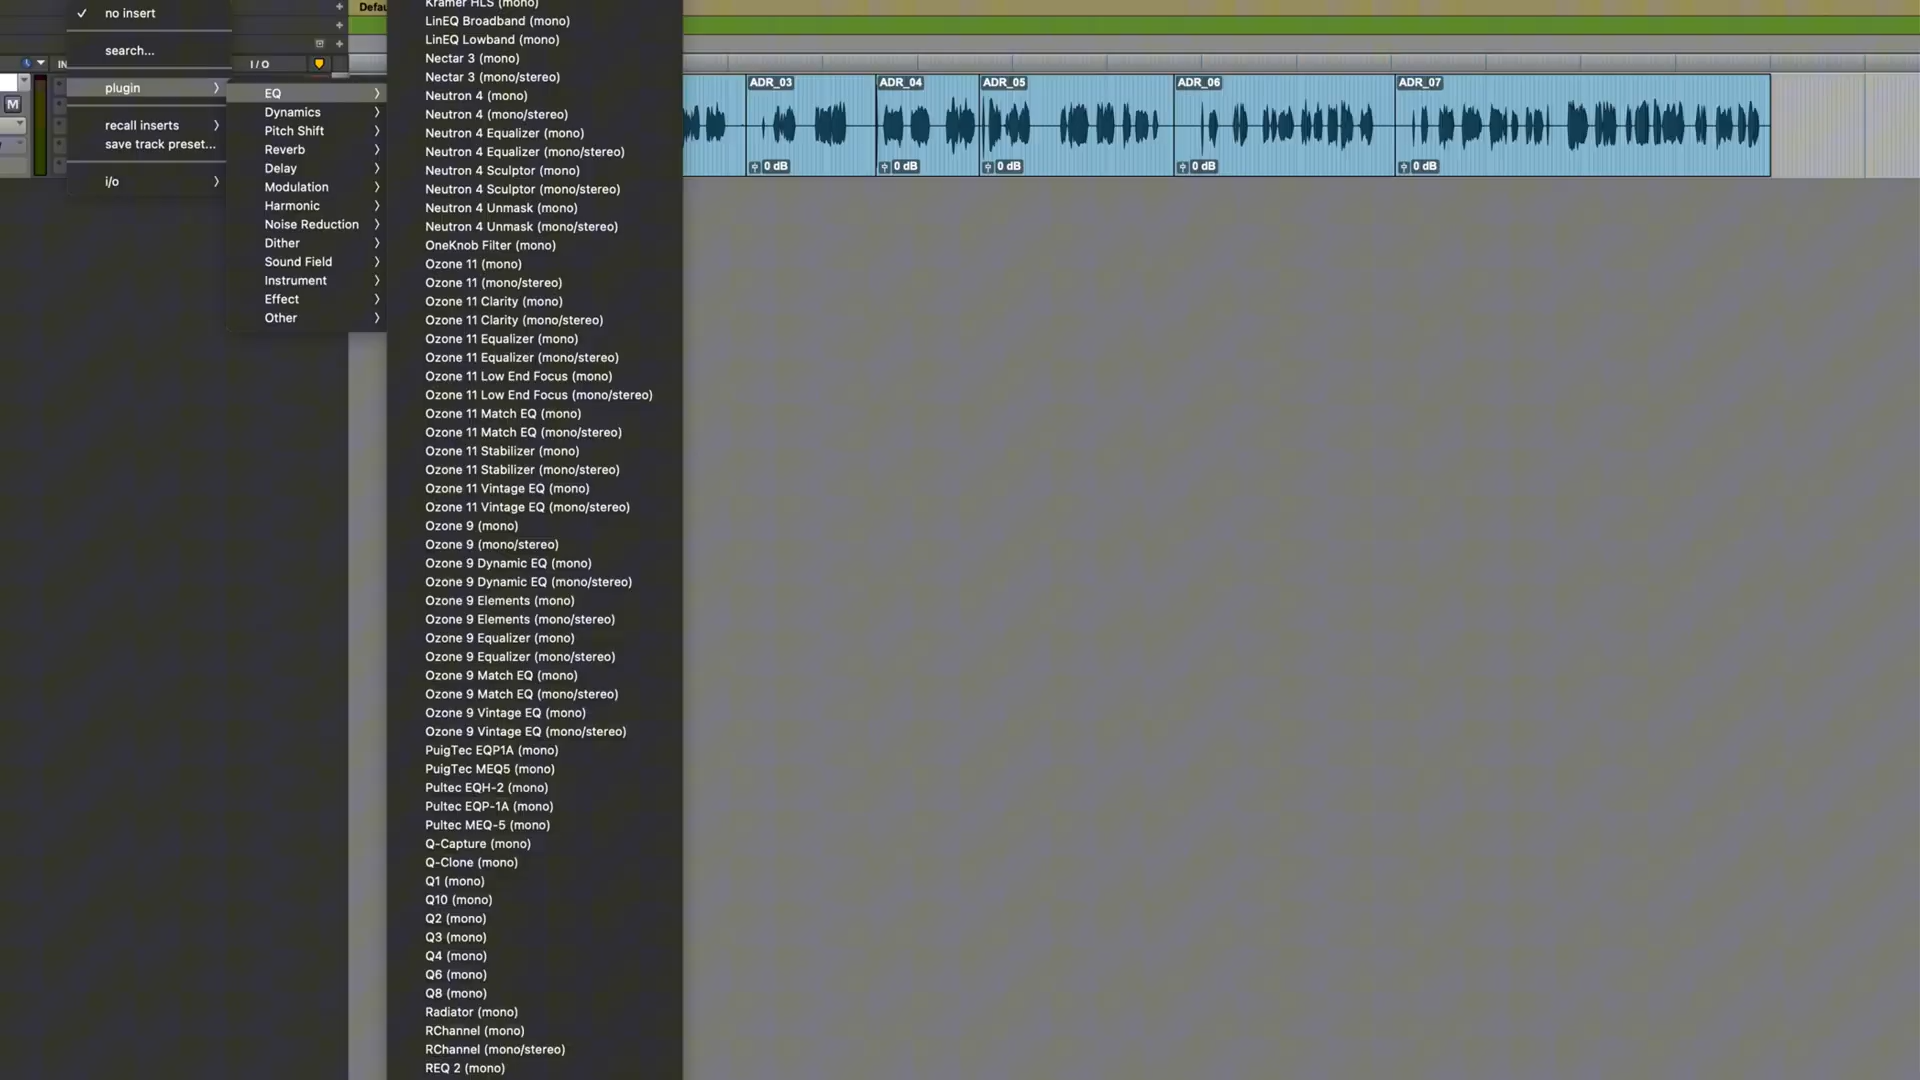 no insert
search...
plugin
recall inserts
save track preset...
i/o
I / O
M
EQ
Dynamics
Pitch Shift
Reverb
Delay
Modulation
Harmonic
Noise Reduction
Dither
Sound Field
Instrument
Effect
Other
Kramer HLS (mono)
LinEQ Broadband (mono)
LinEQ Lowband (mono)
Nectar 3 (mono)
Nectar 3 (mono/stereo)
Neutron 4 (mono)
Neutron 4 (mono/stereo)
Neutron 4 Equalizer (mono)
Neutron 4 Equalizer (mono/stereo)
Neutron 4 Sculptor (mono)
Neutron 4 Sculptor (mono/stereo)
Neutron 4 Unmask (mono)
Neutron 4 Unmask (mono/stereo)
OneKnob Filter (mono)
Ozone 11 (mono)
Ozone 11 (mono/stereo)
Ozone 11 Clarity (mono)
Ozone 11 Clarity (mono/stereo)
Ozone 11 Equalizer (mono)
Ozone 11 Equalizer (mono/stereo)
Ozone 11 Low End Focus (mono)
Ozone 11 Low End Focus (mono/stereo)
Ozone 11 Match EQ (mono)
Ozone 11 Match EQ (mono/stereo)
Ozone 11 Stabilizer (mono)
Ozone 11 Stabilizer (mono/stereo)
Ozone 11 Vintage EQ (mono)
Ozone 11 Vintage EQ (mono/stereo)
Ozone 9 (mono)
Ozone 9 (mono/stereo)
Ozone 9 Dynamic EQ (mono)
Ozone 9 Dynamic EQ (mono/stereo)
Ozone 9 Elements (mono)
Ozone 9 Elements (mono/stereo)
Ozone 9 Equalizer (mono)
Ozone 9 Equalizer (mono/stereo)
Ozone 9 Match EQ (mono)
Ozone 9 Match EQ (mono/stereo)
Ozone 9 Vintage EQ (mono)
Ozone 9 Vintage EQ (mono/stereo)
PuigTec EQP1A (mono)
PuigTec MEQ5 (mono)
Pultec EQH-2 (mono)
Pultec EQP-1A (mono)
Pultec MEQ-5 (mono)
Q-Capture (mono)
Q-Clone (mono)
Q1 (mono)
Q10 (mono)
Q2 (mono)
Q3 (mono)
Q4 (mono)
Q6 (mono)
Q8 (mono)
Radiator (mono)
RChannel (mono)
RChannel (mono/stereo)
REQ 2 (mono)
ADR_03
ADR_04
ADR_05
ADR_06
ADR_07
0 dB
0 dB
0 dB
0 dB
0 dB